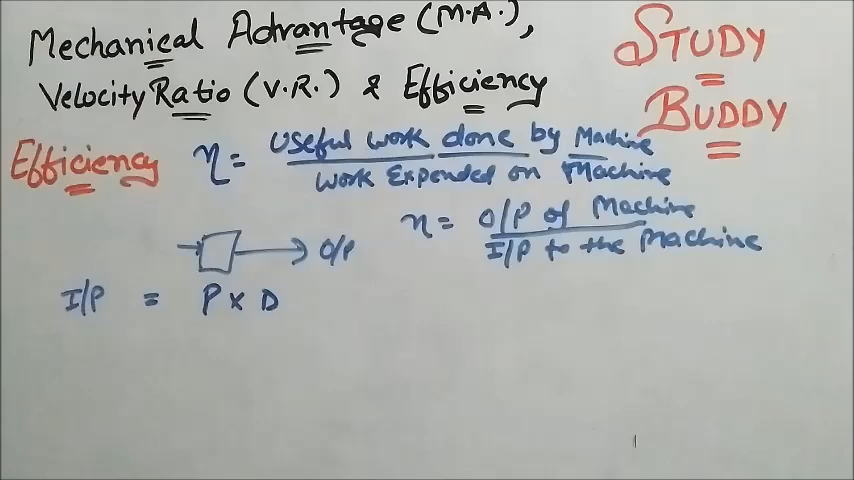 Mechanical Advantage (M.A.),
Velocity Ratio (V.R.) & Efficiency
STUDY
BUDDY
Efficiency η = Useful work done by Machine
Work Expended on Machine
η = O/P of Machine
I/P to the Machine
O/P
I/P = P x D